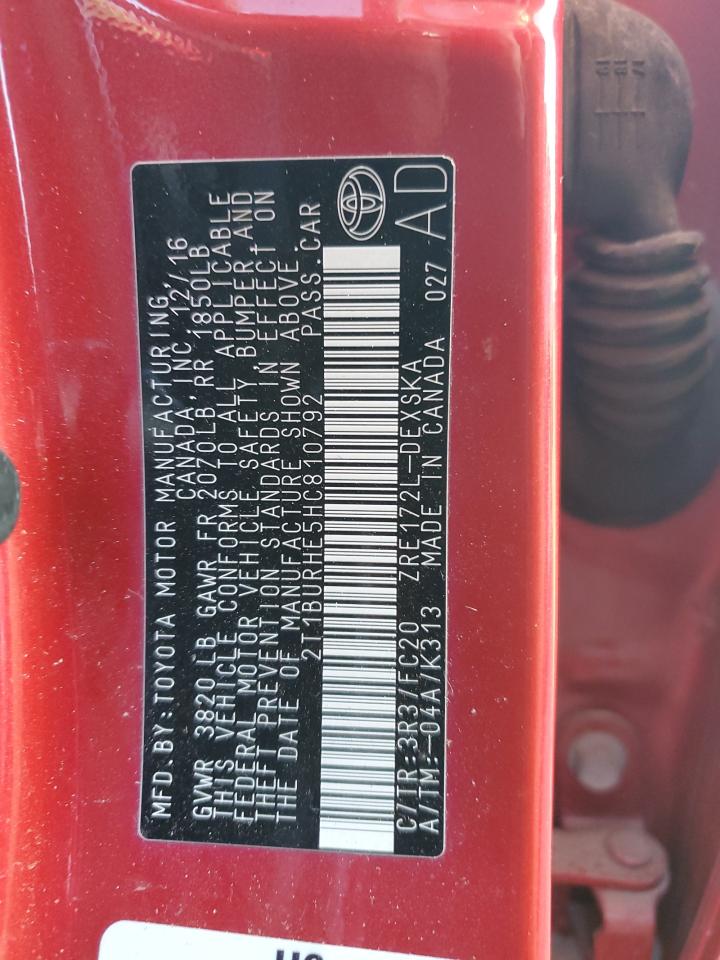 MFD.BY:TOYOTA MOTOR MANUFACTURING,
CANADA,INC. 12/16
GVWR 3820LB GAWR FR 2070LB,RR 1850LB
THIS VEHICLE CONFORMS TO ALL APPLICABLE
FEDERAL MOTOR VEHICLE SAFETY,BUMPER,AND
THEFT PREVENTION STANDARDS IN EFFECT ON
THE DATE OF MANUFACTURE SHOWN ABOVE.
2T1BURHE5HC810792 PASS.CAR
C/TR:3R3/FC20 ZRE172L-DEXSKA
A/TM:-04A/K313 MADE IN CANADA 027
AD